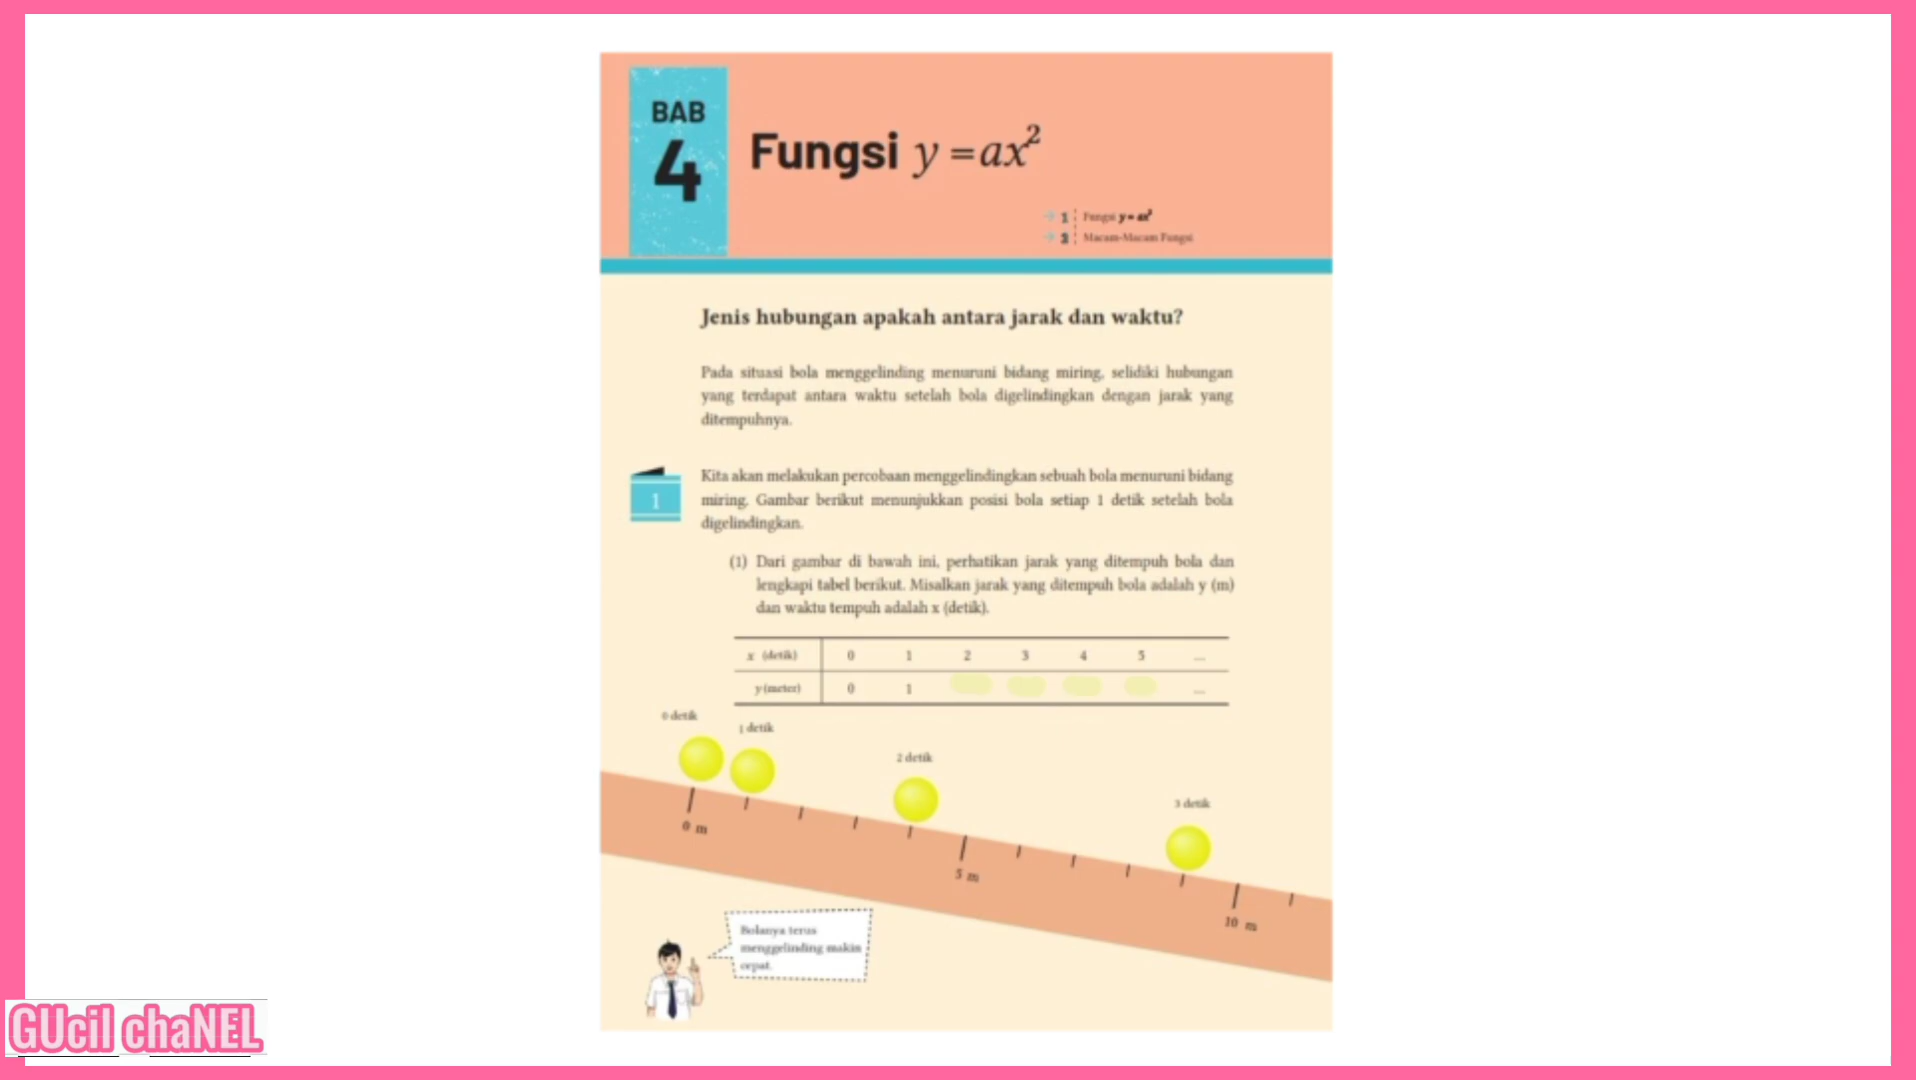 BAB
4
Fungsi y = ax²
1 Fungsi y = ax²
2 Macam-Macam Fungsi
Jenis hubungan apakah antara jarak dan waktu?
Pada situasi bola menggelinding menuruni bidang miring, selidiki hubungan
yang terdapat antara waktu setelah bola digelindingkan dengan jarak yang
ditempuhnya.
1
Kita akan melakukan percobaan menggelindingkan sebuah bola menuruni bidang
miring. Gambar berikut menunjukkan posisi bola setiap 1 detik setelah bola
digelindingkan.
(1) Dari gambar di bawah ini, perhatikan jarak yang ditempuh bola dan
lengkapi tabel berikut. Misalkan jarak yang ditempuh bola adalah y (m)
dan waktu tempuh adalah x (detik).
x (detik) 0 1 2 3 4 5 ...
y (meter) 0 1 ...
0 detik
1 detik
2 detik
3 detik
0 m
5 m
10 m
Bolanya terus
menggelinding makin
cepat.
GUcil chaNEL